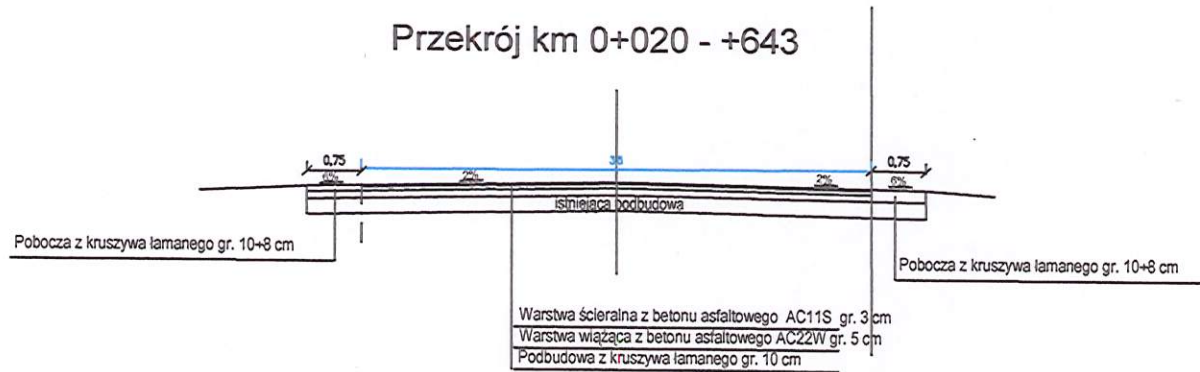 Przekrój km 0+020 - +643
0,75
0,75
6%
2%
2%
6%
istniejąca podbudowa
Pobocza z kruszywa łamanego gr. 10+8 cm
Pobocza z kruszywa łamanego gr. 10+8 cm
Warstwa ścieralna z betonu asfaltowego AC11S gr. 3 cm
Warstwa wiążąca z betonu asfaltowego AC22W gr. 5 cm
Podbudowa z kruszywa łamanego gr. 10 cm